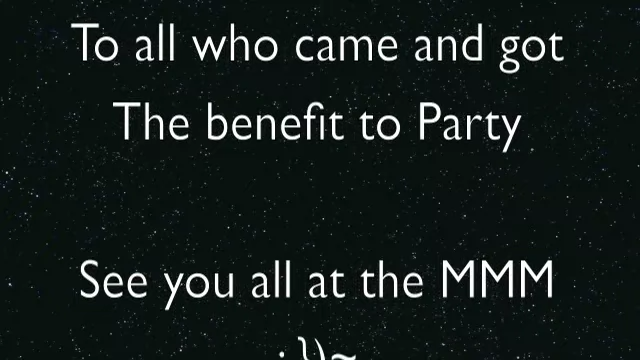 To all who came and got
The benefit to Party
See you all at the MMM